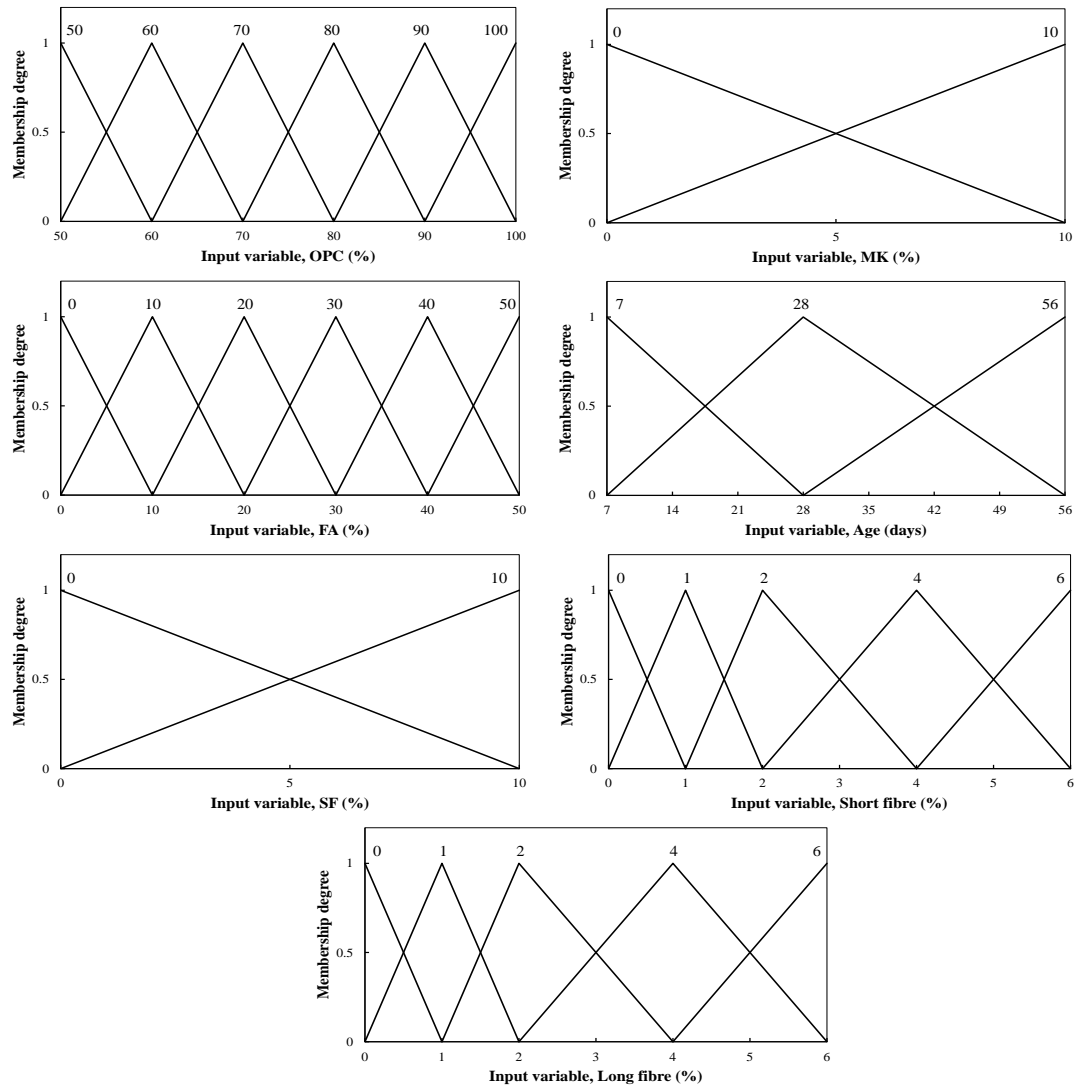 50 60 70 80 90 100
1
0.5
0
Membership degree
50 60 70 80 90 100
Input variable, OPC (%)
0 10
1
0.5
0
Membership degree
0 5 10
Input variable, MK (%)
0 10 20 30 40 50
1
0.5
0
Membership degree
0 10 20 30 40 50
Input variable, FA (%)
7 28 56
1
0.5
0
Membership degree
7 14 21 28 35 42 49 56
Input variable, Age (days)
0 10
1
0.5
0
Membership degree
0 5 10
Input variable, SF (%)
0 1 2 4 6
1
0.5
0
Membership degree
0 1 2 3 4 5 6
Input variable, Short fibre (%)
0 1 2 4 6
1
0.5
0
Membership degree
0 1 2 3 4 5 6
Input variable, Long fibre (%)